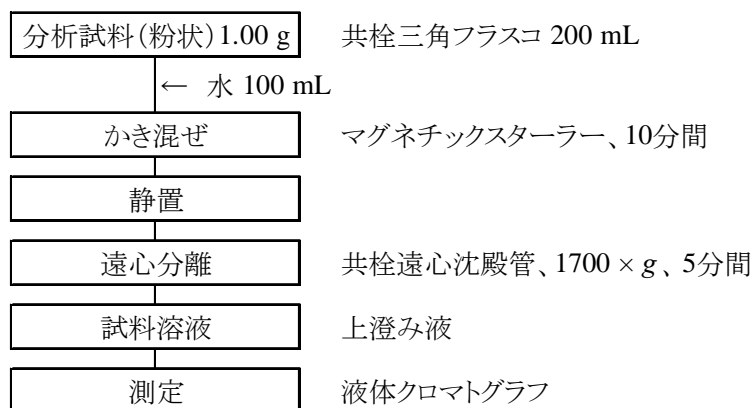 分析試料(粉状)1.00 g 共栓三角フラスコ 200 mL
← 水 100 mL
かき混ぜ マグネチックスターラー、10分間
静置
遠心分離 共栓遠心沈殿管、1700 × g、5分間
試料溶液 上澄み液
測定 液体クロマトグラフ